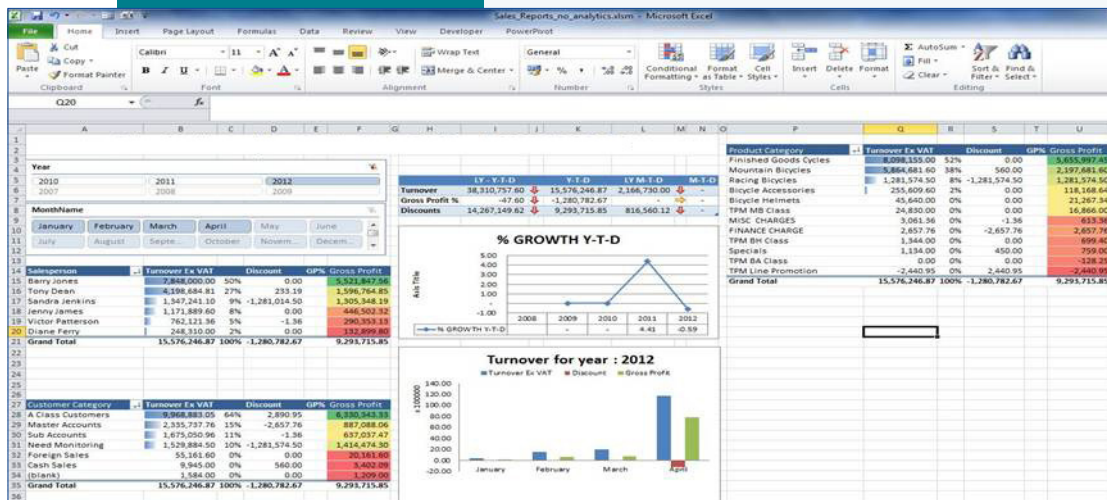 Sales_Reports_no_analytics.xlsm - Microsoft Excel
File Home Insert Page Layout Formulas Data Review View Developer PowerPivot
Cut
Copy
Format Painter
Paste
Calibri 11
B I U
Wrap Text
Merge & Center
General
Conditional Formatting
Format as Table
Cell Styles
Insert Delete Format
AutoSum
Fill
Clear
Sort & Filter
Find & Select
Clipboard Font Alignment Number Styles Cells Editing
Q20 fx
A B C D E F G H I J K L M N O P Q R S T U
Year
2010 2011 2012
2007 2008 2009
MonthName
January February March April May June
July August Septe... October Novem... Decem...
LY - Y-T-D Y-T-D LY M-T-D M-T-D
Turnover 38,310,757.60 15,576,246.87 2,166,730.00 -
Gross Profit % -47.60 -1,280,782.67 - -
Discounts 14,267,149.62 9,293,715.85 816,560.12 -
Product Category Turnover Ex VAT Discount GP% Gross Profit
Finished Goods Cycles 8,098,155.00 52% 0.00 5,655,997.45
Mountain Bicycles 5,864,681.60 38% 560.00 2,197,681.60
Racing Bicycles 1,281,574.50 8% -1,281,574.50 1,281,574.50
Bicycle Accessories 255,609.60 2% 0.00 118,168.64
Bicycle Helmets 45,640.00 0% 0.00 21,267.34
TPM MB Class 24,830.00 0% 0.00 16,866.00
MISC CHARGES 3,061.36 0% -1.36 613.36
FINANCE CHARGE 2,657.76 0% -2,657.76 2,657.76
TPM BH Class 1,344.00 0% 0.00 699.40
Specials 1,134.00 0% 450.00 759.00
TPM BA Class 0.00 0% 0.00 -128.25
TPM Line Promotion -2,440.95 0% 2,440.95 -2,440.95
Grand Total 15,576,246.87 100% -1,280,782.67 9,293,715.85
Salesperson Turnover Ex VAT Discount GP% Gross Profit
Barry Jones 7,848,000.00 50% 0.00 5,521,847.56
Tony Dean 4,198,684.81 27% 233.19 1,596,764.85
Sandra Jenkins 1,347,241.10 9% -1,281,014.50 1,305,348.19
Jenny James 1,171,889.60 8% 0.00 446,502.32
Victor Patterson 762,121.36 5% -1.36 290,353.13
Diane Ferry 248,310.00 2% 0.00 132,899.80
Grand Total 15,576,246.87 100% -1,280,782.67 9,293,715.85
% GROWTH Y-T-D
Axis Title
5.00
4.00
3.00
2.00
1.00
-
-1.00
2008 2009 2010 2011 2012
% GROWTH Y-T-D - - 4.41 -0.59
Customer Category Turnover Ex VAT Discount GP% Gross Profit
A Class Customers 9,968,883.05 64% 2,890.95 6,330,543.33
Master Accounts 2,335,737.76 15% -2,657.76 887,088.06
Sub Accounts 1,675,050.96 11% -1.36 637,037.47
Need Monitoring 1,529,884.50 10% -1,281,574.50 1,414,474.30
Foreign Sales 55,161.60 0% 0.00 20,161.60
Cash Sales 9,945.00 0% 560.00 3,402.09
(blank) 1,584.00 0% 0.00 1,209.00
Grand Total 15,576,246.87 100% -1,280,782.67 9,293,715.85
Turnover for year : 2012
Turnover Ex VAT Discount Gross Profit
x 100000
140.00
120.00
100.00
80.00
60.00
40.00
20.00
0.00
-20.00
January February March April